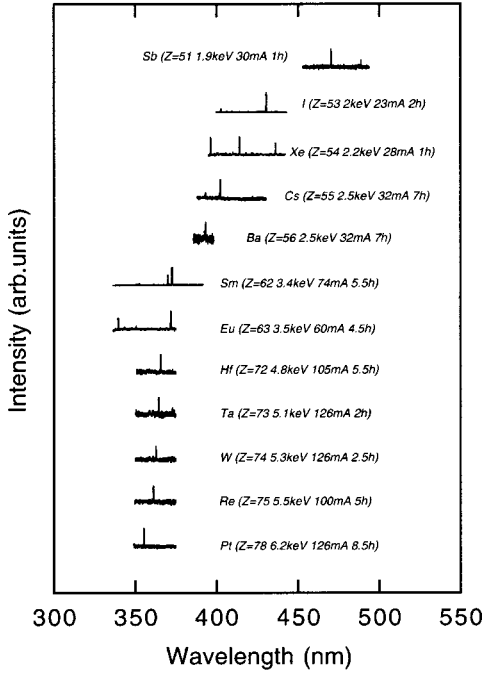 Sb (Z=51 1.9keV 30mA 1h)
I (Z=53 2keV 23mA 2h)
Xe (Z=54 2.2keV 28mA 1h)
Cs (Z=55 2.5keV 32mA 7h)
Ba (Z=56 2.5keV 32mA 7h)
Sm (Z=62 3.4keV 74mA 5.5h)
Eu (Z=63 3.5keV 60mA 4.5h)
Hf (Z=72 4.8keV 105mA 5.5h)
Ta (Z=73 5.1keV 126mA 2h)
W (Z=74 5.3keV 126mA 2.5h)
Re (Z=75 5.5keV 100mA 5h)
Pt (Z=78 6.2keV 126mA 8.5h)
Intensity (arb.units)
300 350 400 450 500 550
Wavelength (nm)